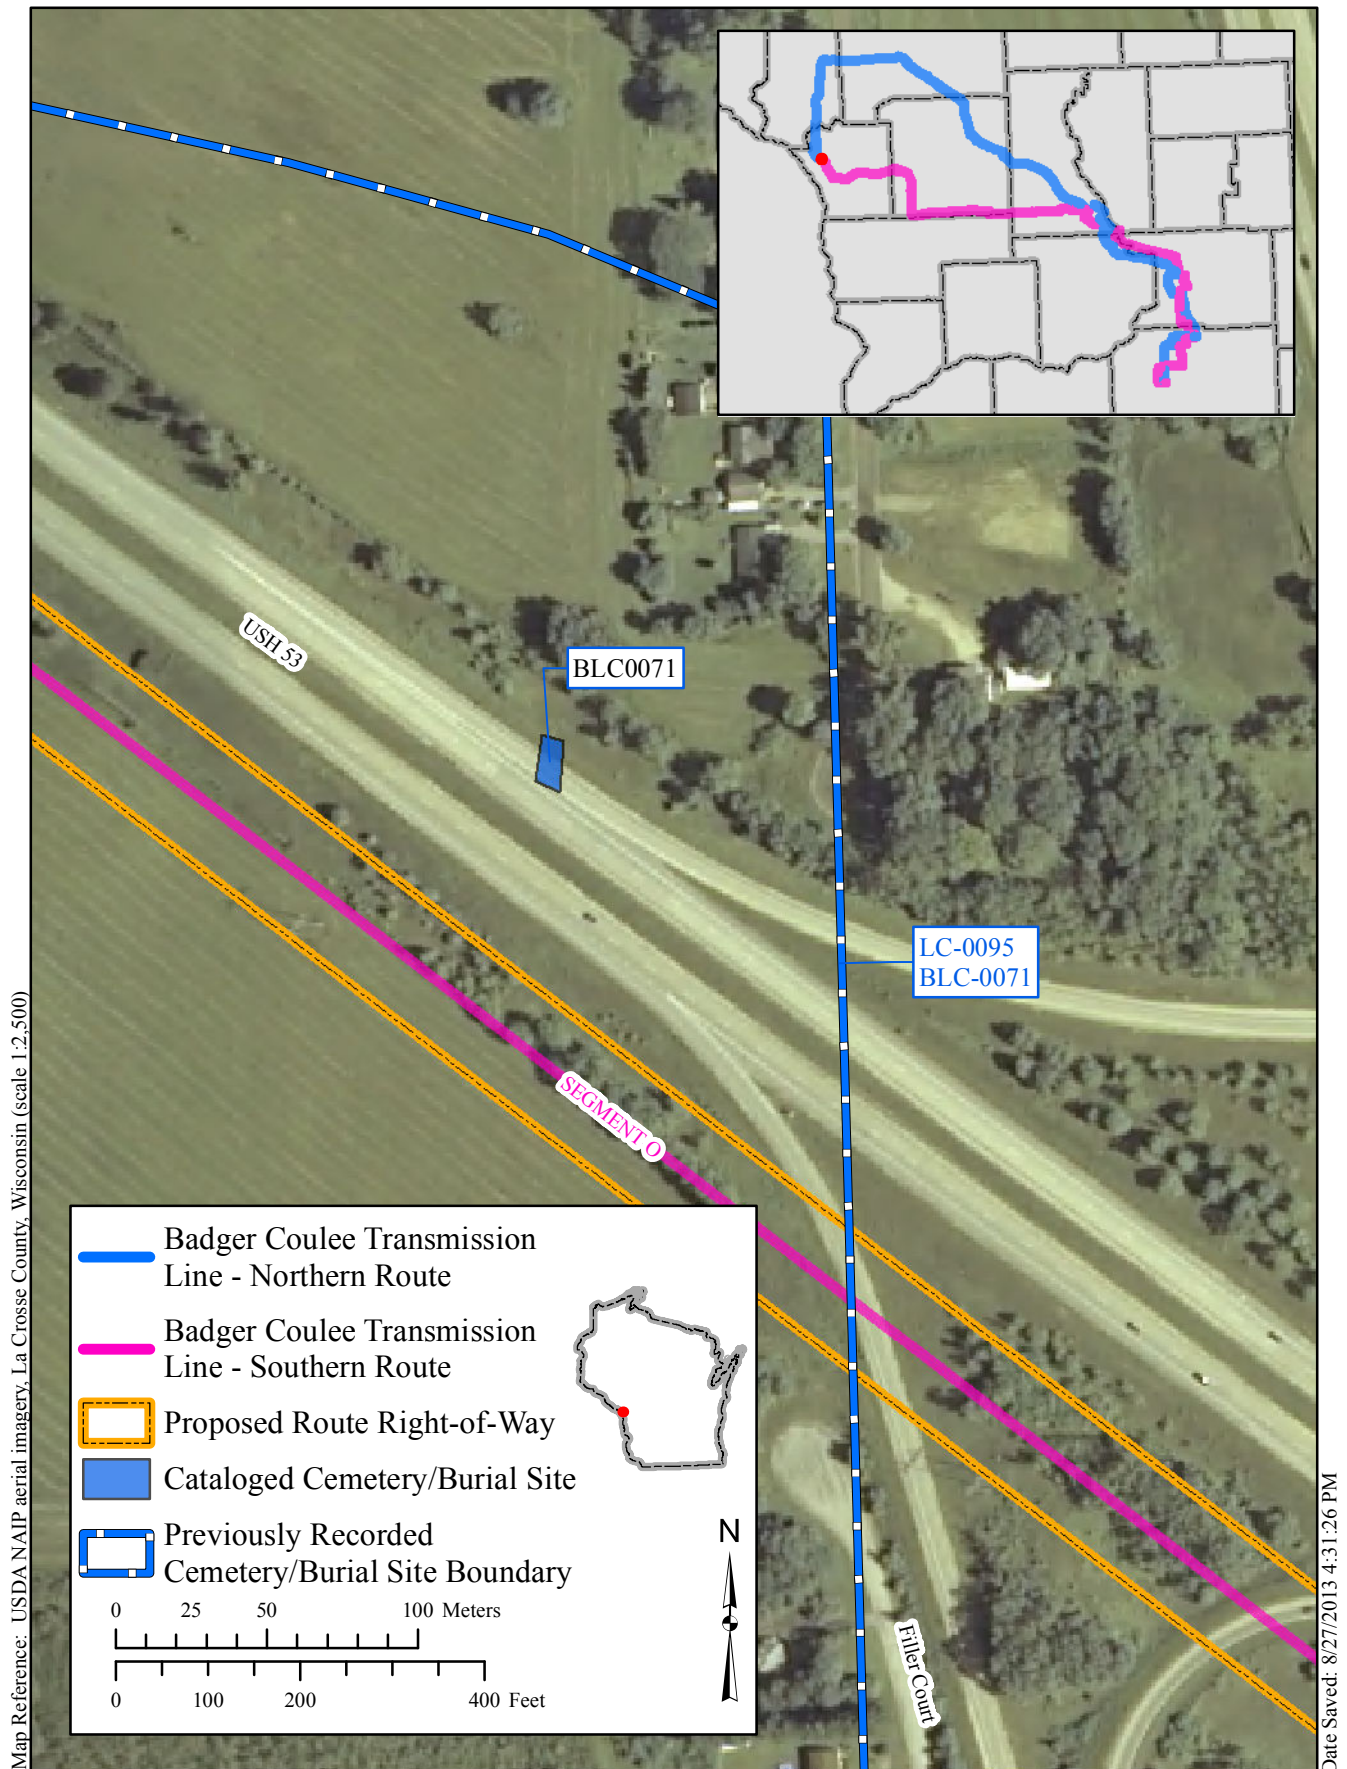 USH 53
BLC0071
LC-0095
BLC-0071
SEGMENT O
Filler Court
Badger Coulee Transmission
Line - Northern Route
Badger Coulee Transmission
Line - Southern Route
Proposed Route Right-of-Way
Cataloged Cemetery/Burial Site
Previously Recorded
Cemetery/Burial Site Boundary
0 25 50 100 Meters
0 100 200 400 Feet
N
Map Reference: USDA NAIP aerial imagery, La Crosse County, Wisconsin (scale 1:2,500)
Date Saved: 8/27/2013 4:31:26 PM